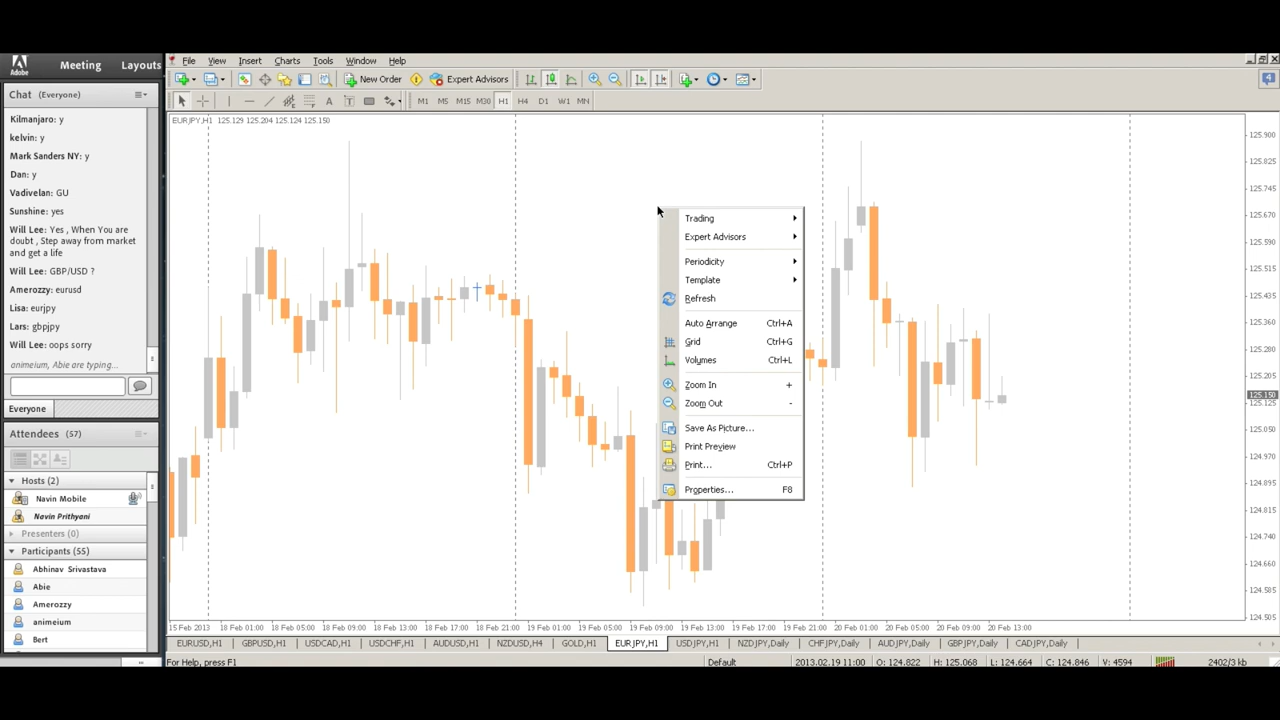 Adobe
Meeting
Layouts
Chat (Everyone)
Kilmanjaro: y
kelvin: y
Mark Sanders NY: y
Dan: y
Vadivelan: GU
Sunshine: yes
Will Lee: Yes , When You are
doubt , Step away from market
and get a life
Will Lee: GBP/USD ?
Amerozzy: eurusd
Lisa: eurjpy
Lars: gbpjpy
Will Lee: oops sorry
animeium, Abie are typing...
Everyone
Attendees (57)
Hosts (2)
Navin Mobile
Navin Prithyani
Presenters (0)
Participants (55)
Abhinav Srivastava
Abie
Amerozzy
animeium
Bert
File View Insert Charts Tools Window Help
New Order
Expert Advisors
4
A T
M1 M5 M15 M30 H1 H4 D1 W1 MN
EURJPY,H1 125.129 125.204 125.124 125.150
Trading
Expert Advisors
Periodicity
Template
Refresh
Auto Arrange Ctrl+A
Grid Ctrl+G
Volumes Ctrl+L
Zoom In +
Zoom Out -
Save As Picture...
Print Preview
Print... Ctrl+P
Properties... F8
125.900
125.825
125.745
125.670
125.590
125.515
125.435
125.360
125.280
125.205
125.150
125.125
125.050
124.970
124.895
124.815
124.740
124.660
124.585
124.505
15 Feb 2013 18 Feb 01:00 18 Feb 05:00 18 Feb 09:00 18 Feb 13:00 18 Feb 17:00 18 Feb 21:00 19 Feb 01:00 19 Feb 05:00 19 Feb 09:00 19 Feb 13:00 19 Feb 17:00 19 Feb 21:00 20 Feb 01:00 20 Feb 05:00 20 Feb 09:00 20 Feb 13:00
EURUSD,H1 GBPUSD,H1 USDCAD,H1 USDCHF,H1 AUDUSD,H1 NZDUSD,H4 GOLD,H1 EURJPY,H1 USDJPY,H1 NZDJPY,Daily CHFJPY,Daily AUDJPY,Daily GBPJPY,Daily CADJPY,Daily
For Help, press F1 Default 2013.02.19 11:00 O: 124.822 H: 125.068 L: 124.664 C: 124.846 V: 4594 2402/3 kb